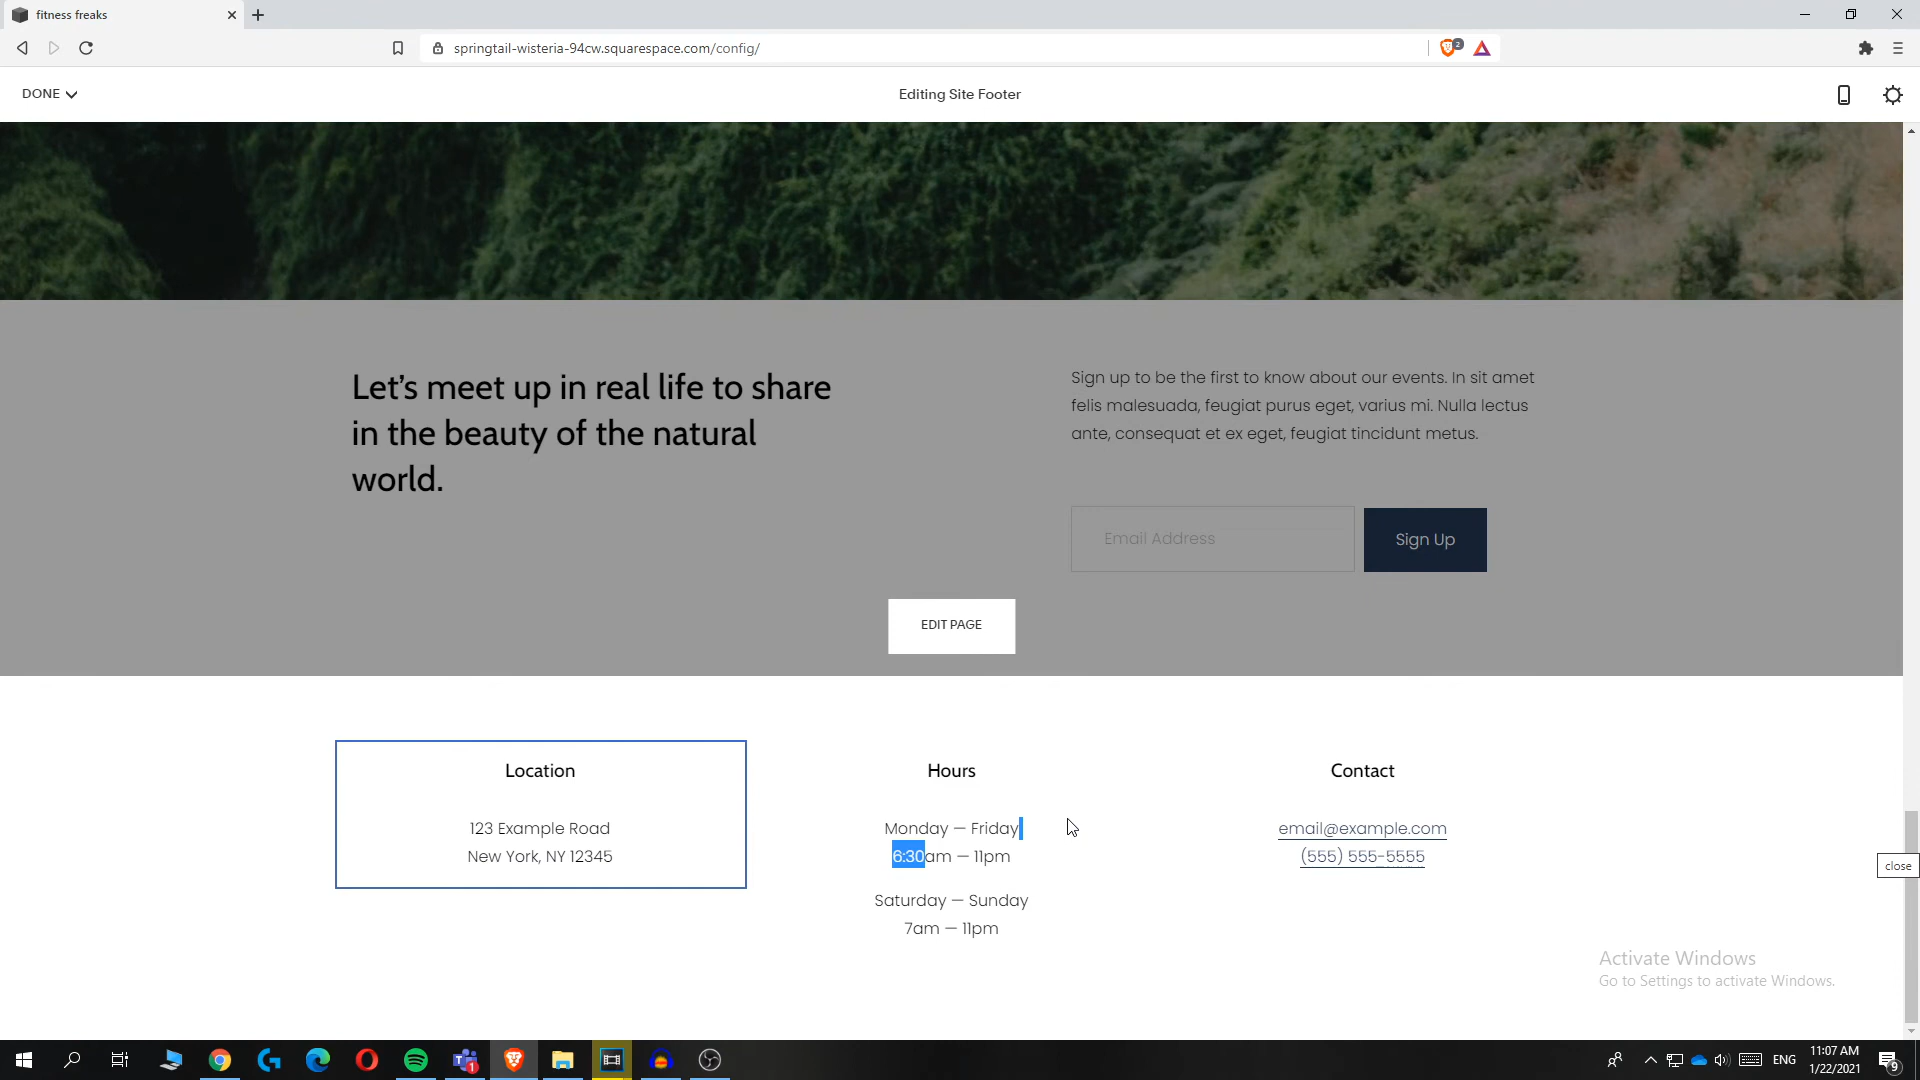 fitness freaks
springtail-wisteria-94cw.squarespace.com/config/
2
DONE
Editing Site Footer
Let's meet up in real life to share
in the beauty of the natural
world.
Sign up to be the first to know about our events. In sit amet
felis malesuada, feugiat purus eget, varius mi. Nulla lectus
ante, consequat et ex eget, feugiat tincidunt metus.
Email Address
Sign Up
EDIT PAGE
Location
123 Example Road
New York, NY 12345
Hours
Monday — Friday
6:30am — 11pm
Saturday — Sunday
7am — 11pm
Contact
email@example.com
(555) 555-5555
close
Activate Windows
Go to Settings to activate Windows.
1
ENG
11:07 AM
1/22/2021
9